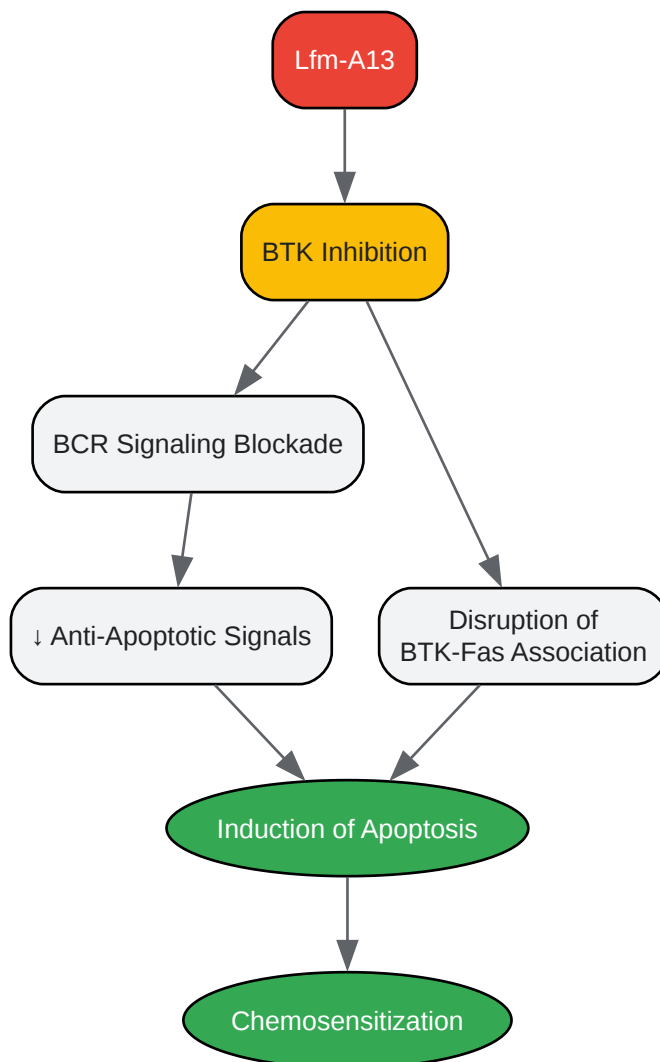 Lfm-A13
BTK Inhibition
BCR Signaling Blockade
↓ Anti-Apoptotic Signals
Disruption of
BTK-Fas Association
Induction of Apoptosis
Chemosensitization